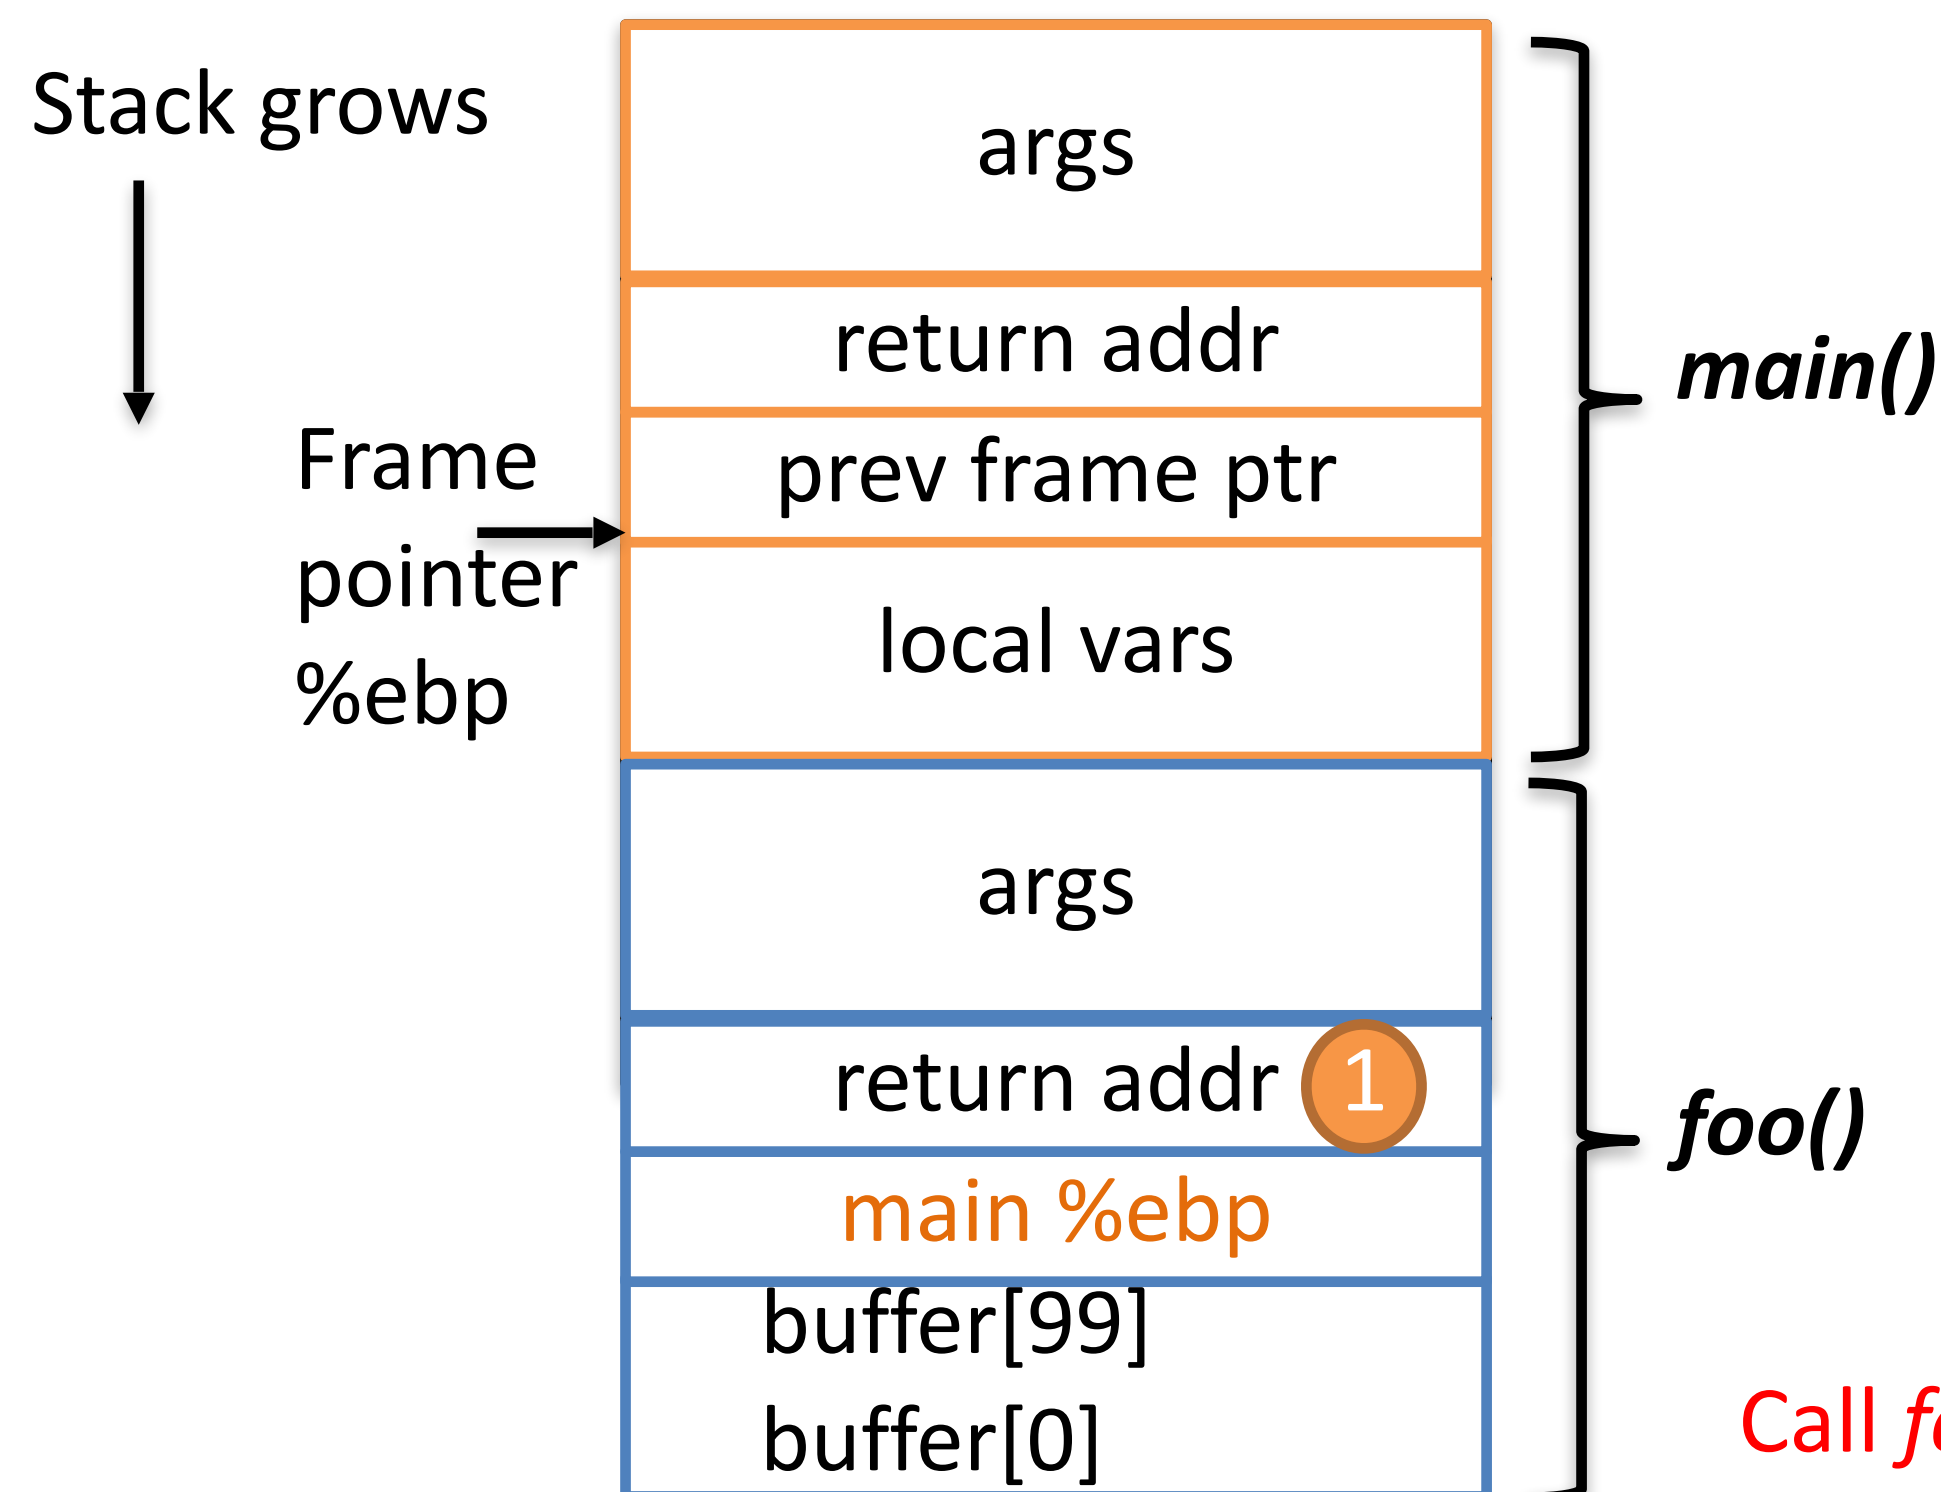 Stack grows
args
return addr
main()
Frame
pointer
%ebp
prev frame ptr
local vars
args
return addr
1
foo()
main %ebp
buffer[99]
buffer[0]
Call